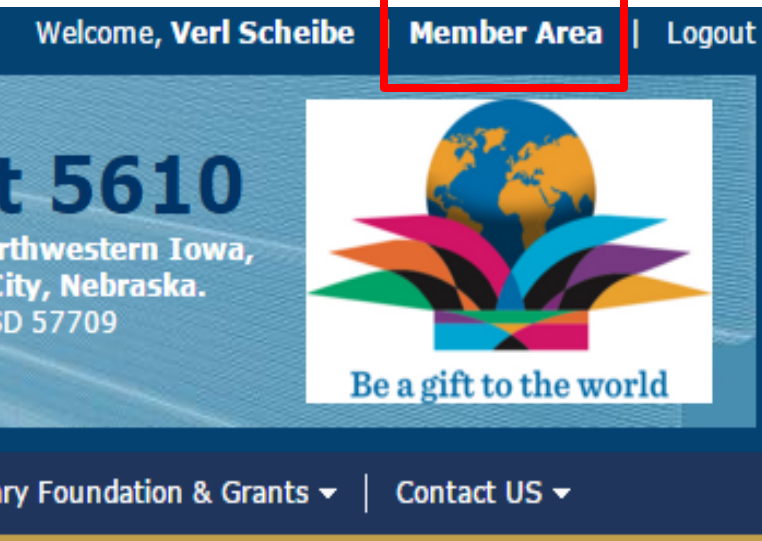 Welcome, Verl Scheibe | Member Area | Logout
t 5610
rthwestern Iowa,
City, Nebraska.
SD 57709
Be a gift to the world
ry Foundation & Grants | Contact US